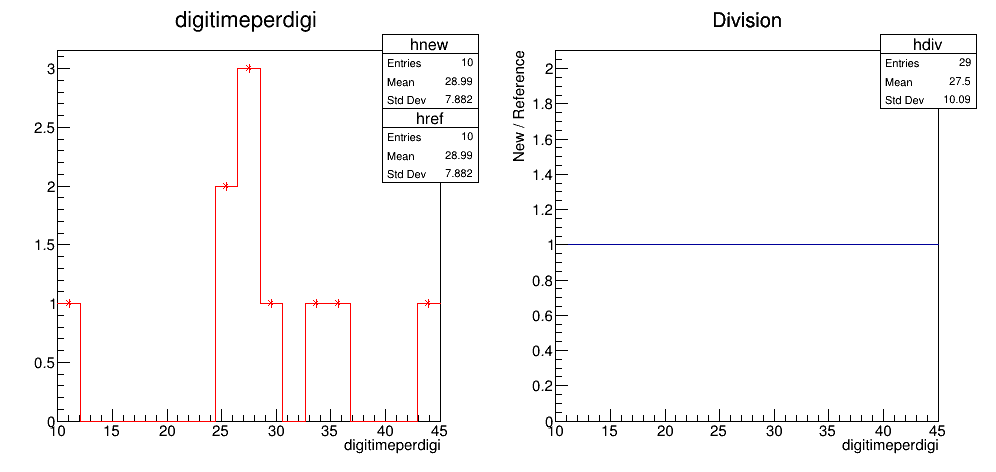 digitimeperdigi
hnew
Entries 10
Mean 28.99
Std Dev 7.882
href
Entries 10
Mean 28.99
Std Dev 7.882
3
2.5
2
1.5
1
0.5
0
10 15 20 25 30 35 40 45
digitimeperdigi
Division
hdiv
Entries 29
Mean 27.5
Std Dev 10.09
New / Reference
2
1.8
1.6
1.4
1.2
1
0.8
0.6
0.4
0.2
0
10 15 20 25 30 35 40 45
digitimeperdigi